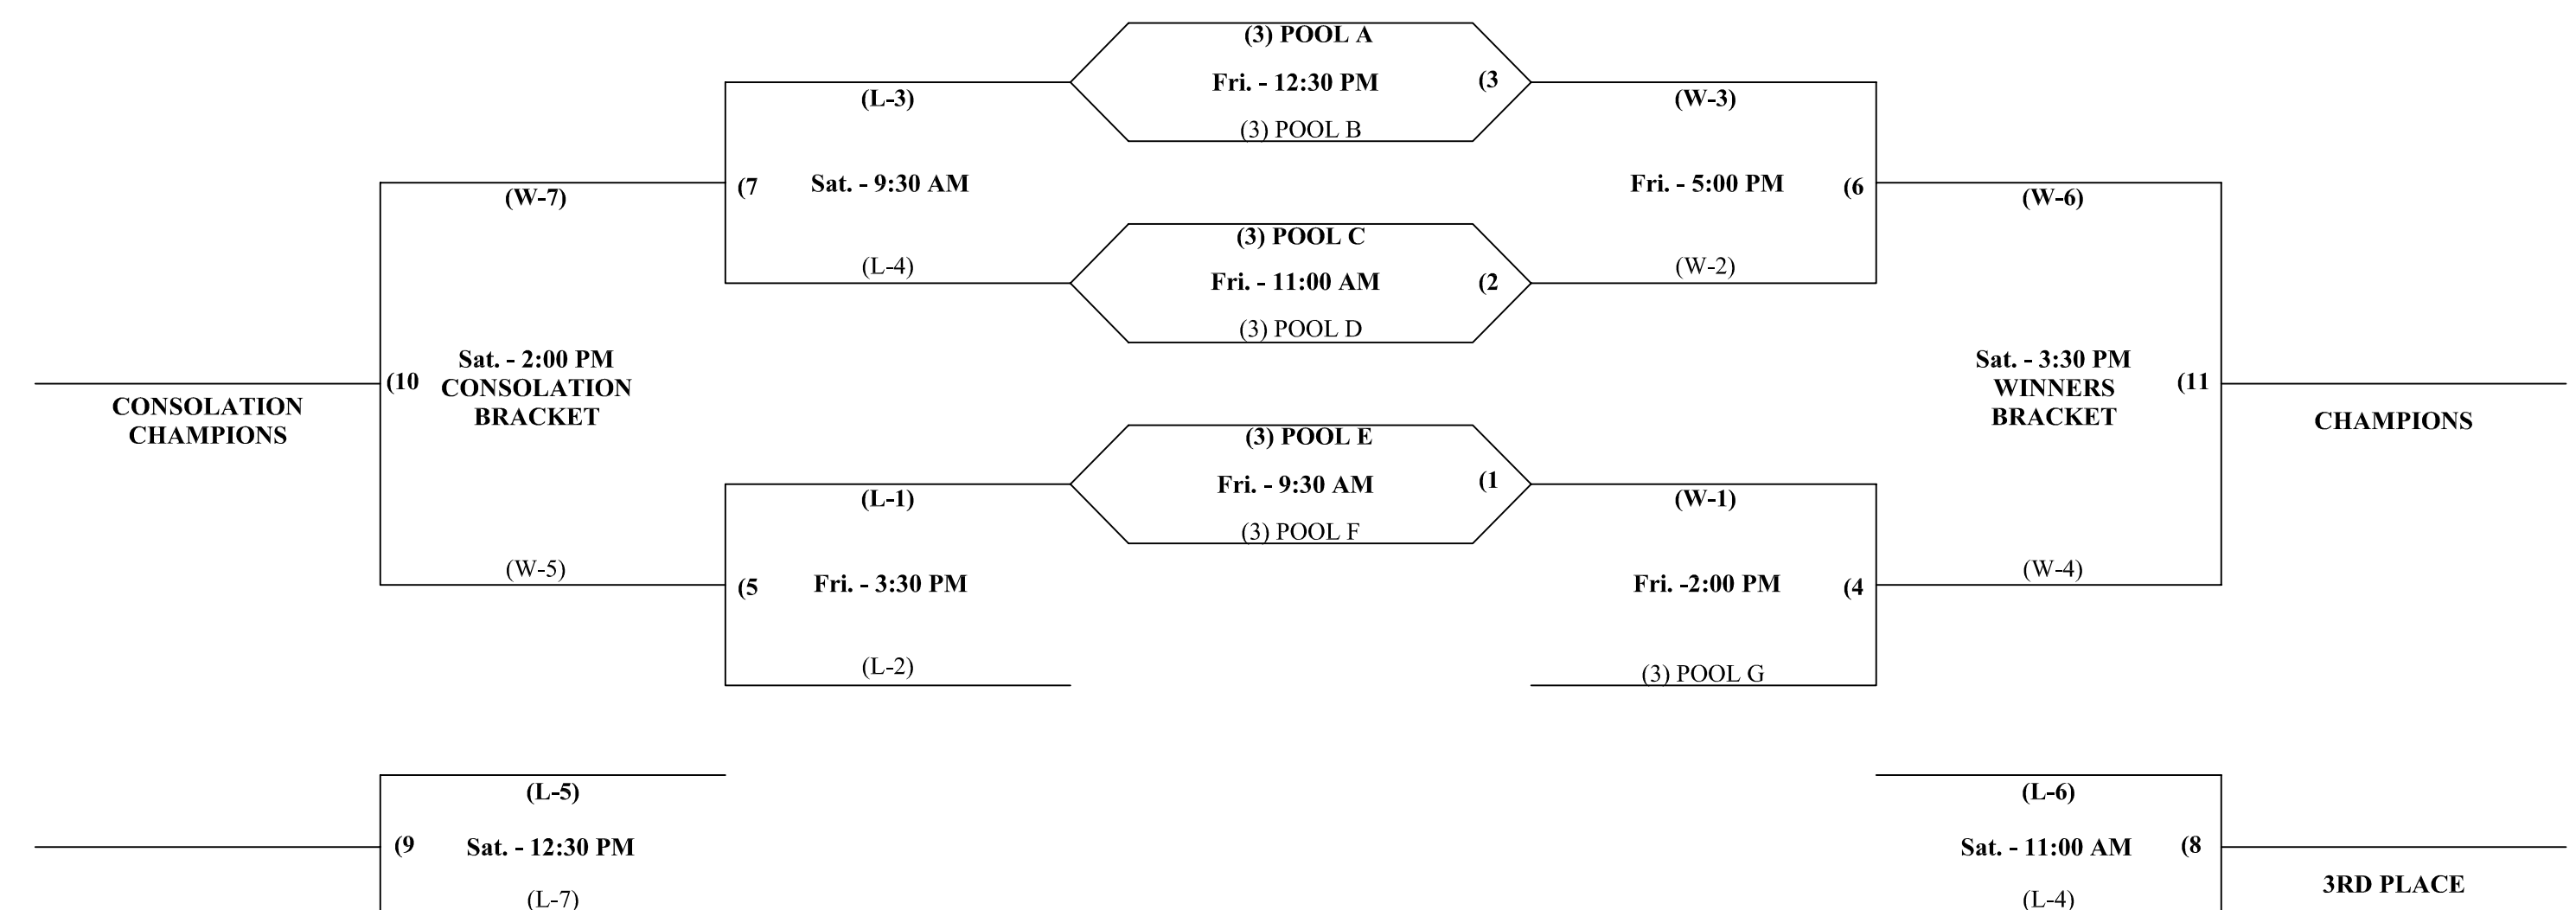 (3) POOL A
Fri. - 12:30 PM
(3
(3) POOL B
(L-3)
(W-3)
(7
Sat. - 9:30 AM
Fri. - 5:00 PM
(6
(W-7)
(W-6)
(3) POOL C
Fri. - 11:00 AM
(2
(3) POOL D
(L-4)
(W-2)
Sat. - 2:00 PM
CONSOLATION
BRACKET
(10
CONSOLATION
CHAMPIONS
Sat. - 3:30 PM
WINNERS
BRACKET
(11
CHAMPIONS
(3) POOL E
Fri. - 9:30 AM
(1
(3) POOL F
(L-1)
(W-1)
(W-5)
(5
Fri. - 3:30 PM
Fri. -2:00 PM
(4
(W-4)
(L-2)
(3) POOL G
(L-5)
(9
Sat. - 12:30 PM
(L-7)
(L-6)
Sat. - 11:00 AM
(8
(L-4)
3RD PLACE